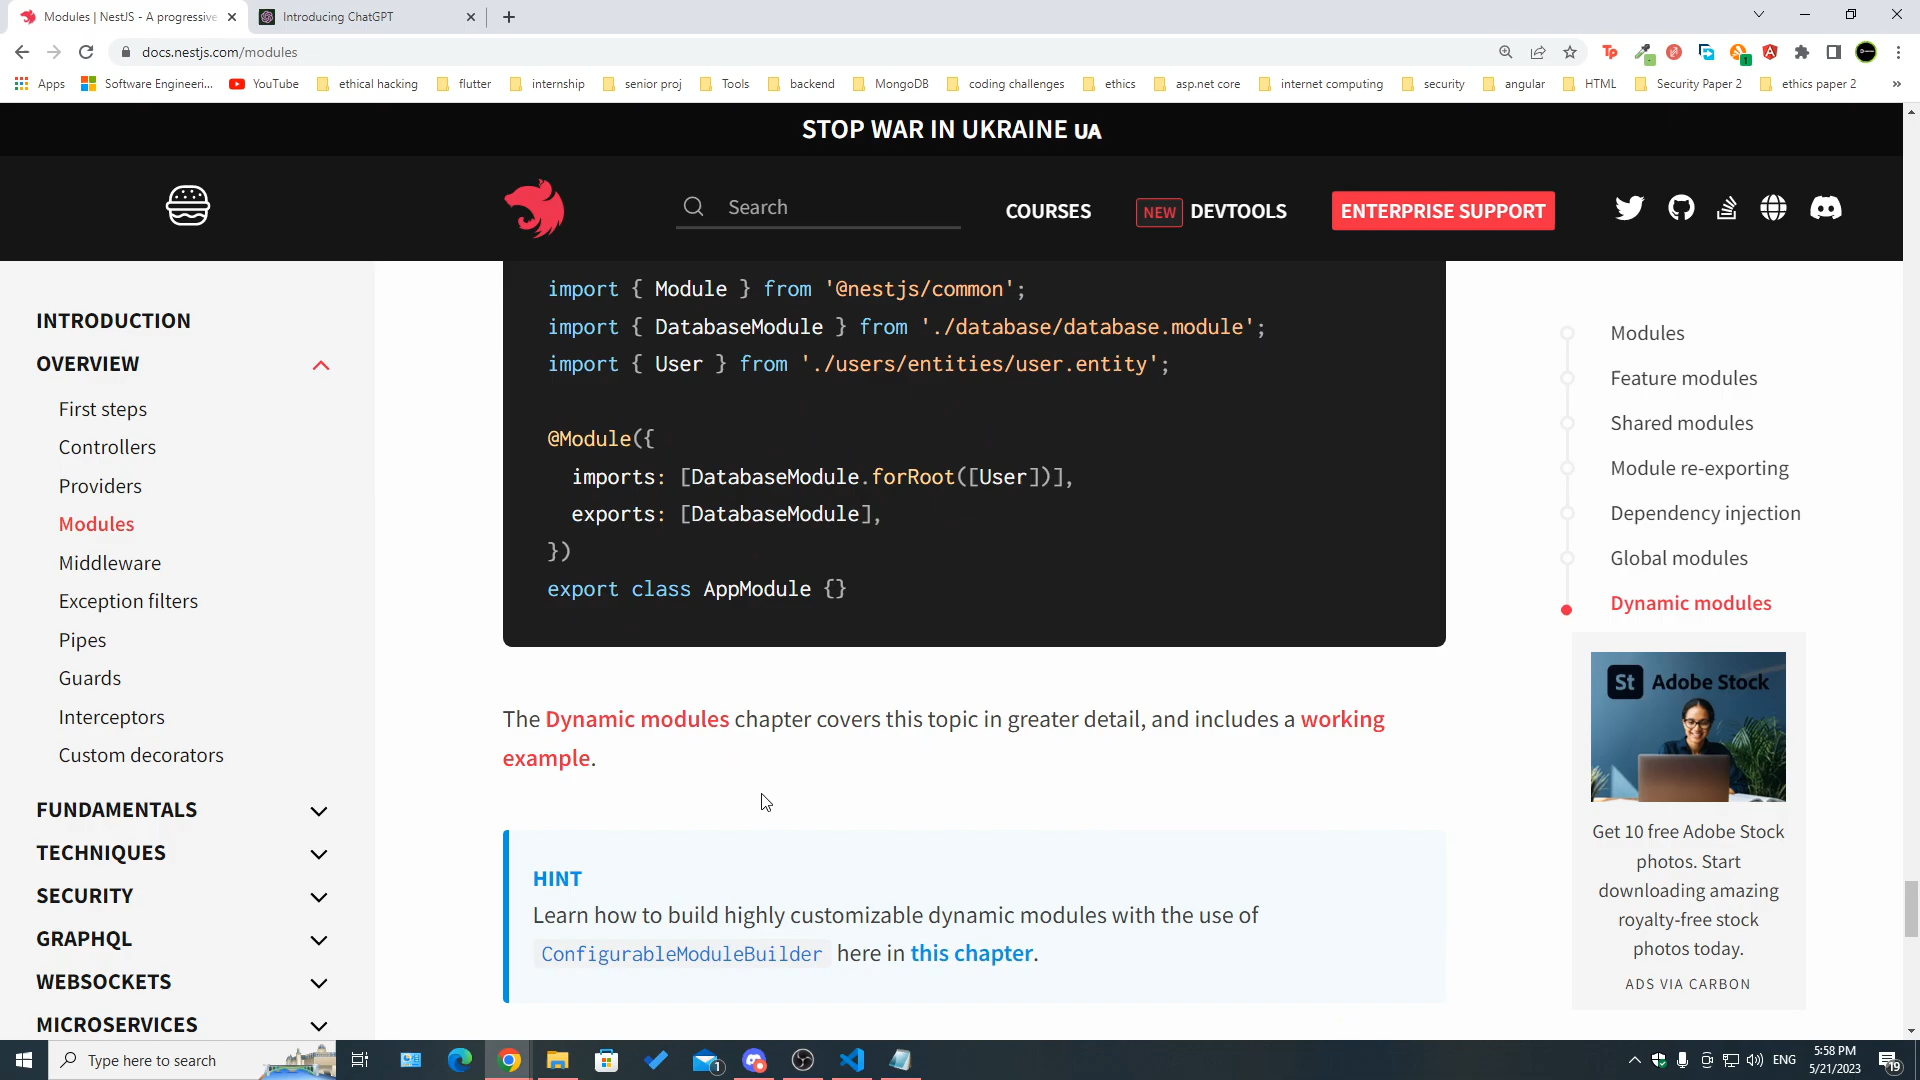 Modules | NestJS - A progressive
Introducing ChatGPT
docs.nestjs.com/modules
Apps
Software Engineeri...
YouTube
ethical hacking
flutter
internship
senior proj
Tools
backend
MongoDB
coding challenges
ethics
asp.net core
internet computing
security
angular
HTML
Security Paper 2
ethics paper 2
»
STOP WAR IN UKRAINE UA
Search
COURSES
NEW DEVTOOLS
ENTERPRISE SUPPORT
INTRODUCTION
OVERVIEW
First steps
Controllers
Providers
Modules
Middleware
Exception filters
Pipes
Guards
Interceptors
Custom decorators
FUNDAMENTALS
TECHNIQUES
SECURITY
GRAPHQL
WEBSOCKETS
MICROSERVICES
import { Module } from '@nestjs/common';
import { DatabaseModule } from './database/database.module';
import { User } from './users/entities/user.entity';
@Module({
imports: [DatabaseModule.forRoot([User])],
exports: [DatabaseModule],
})
export class AppModule {}
The Dynamic modules chapter covers this topic in greater detail, and includes a working
example.
HINT
Learn how to build highly customizable dynamic modules with the use of
ConfigurableModuleBuilder here in this chapter.
Modules
Feature modules
Shared modules
Module re-exporting
Dependency injection
Global modules
Dynamic modules
St Adobe Stock
Get 10 free Adobe Stock
photos. Start
downloading amazing
royalty-free stock
photos today.
ADS VIA CARBON
Type here to search
1
ENG
5:58 PM
5/21/2023
19